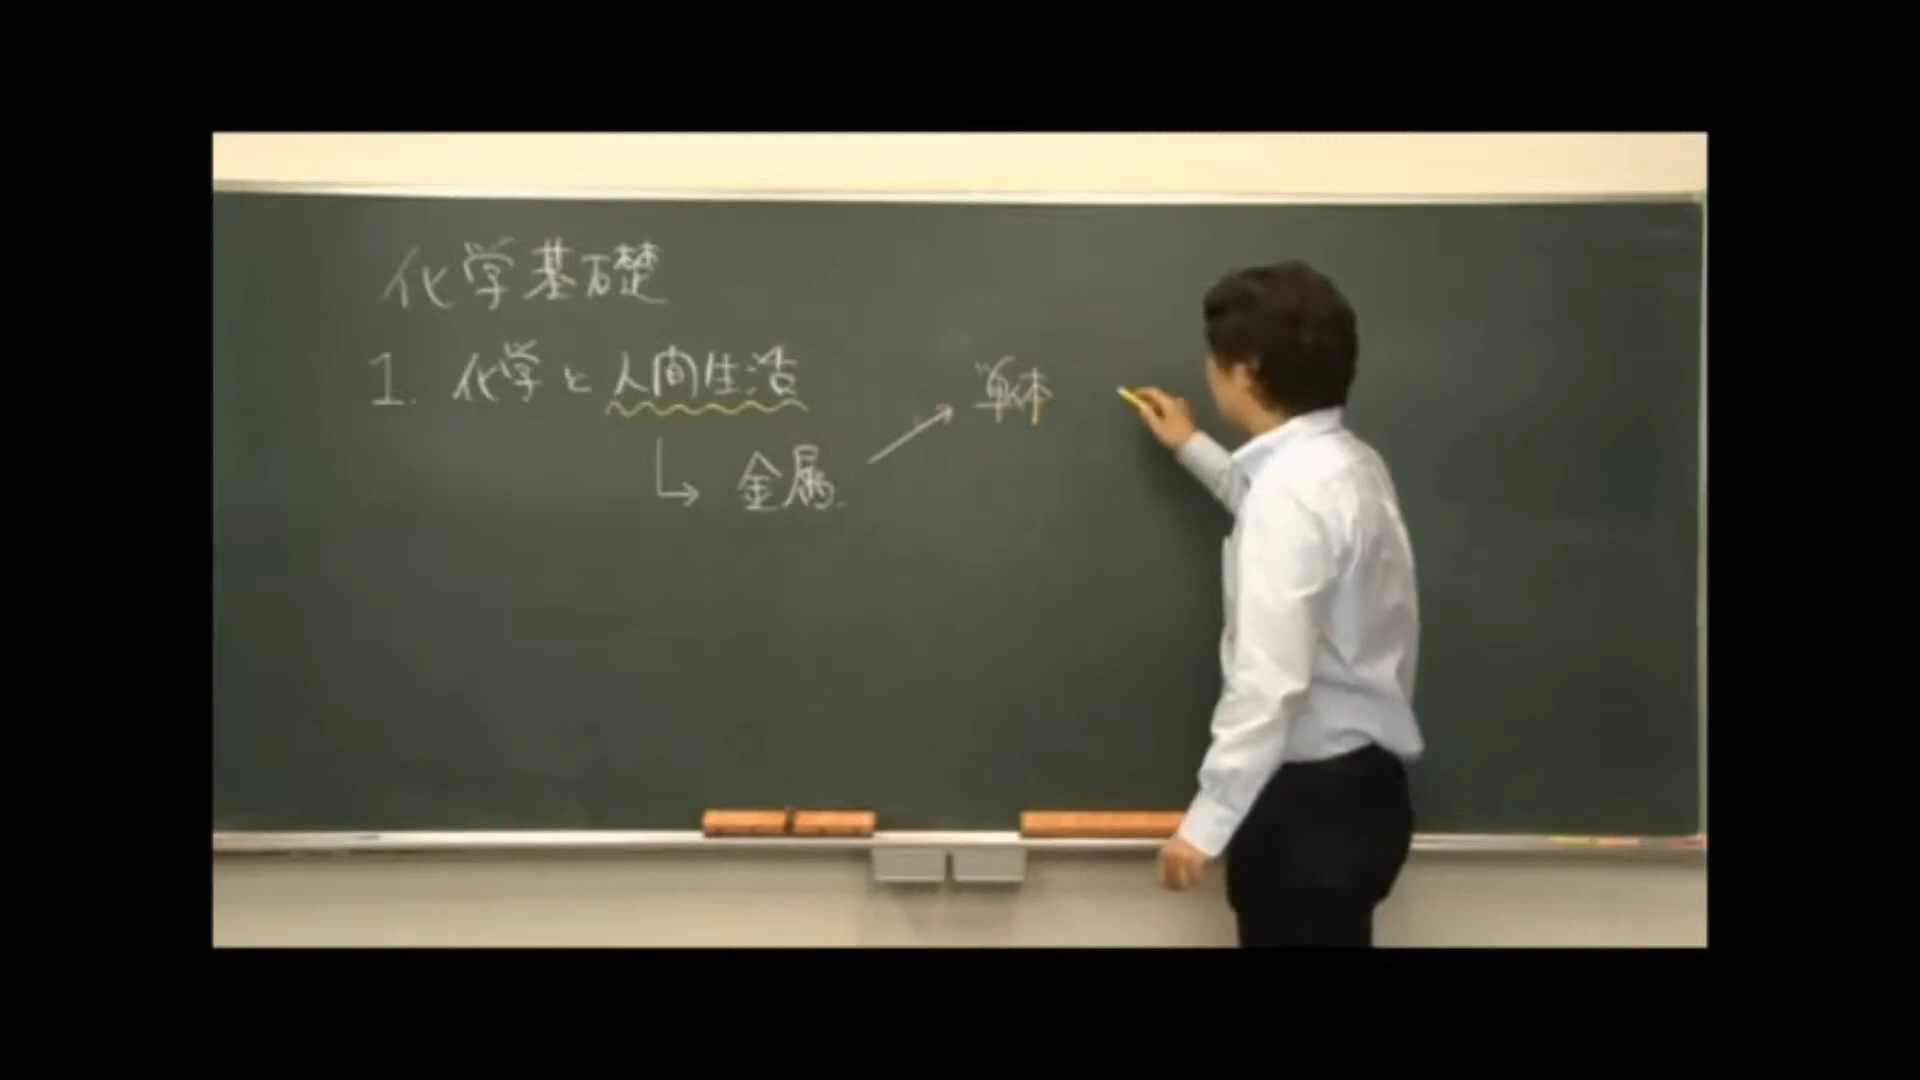 化学基礎
1. 化学と人間生活
↳ 金属 → 単体